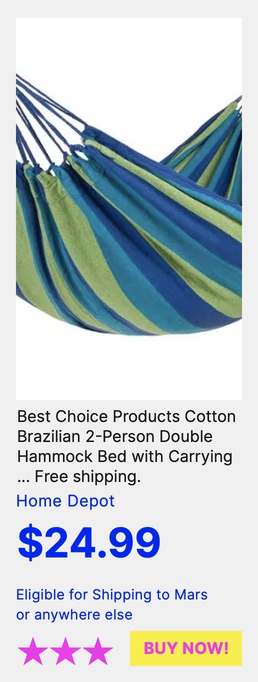 Best Choice Products Cotton
Brazilian 2-Person Double
Hammock Bed with Carrying
... Free shipping.
Home Depot
$24.99
Eligible for Shipping to Mars
or anywhere else
BUY NOW!